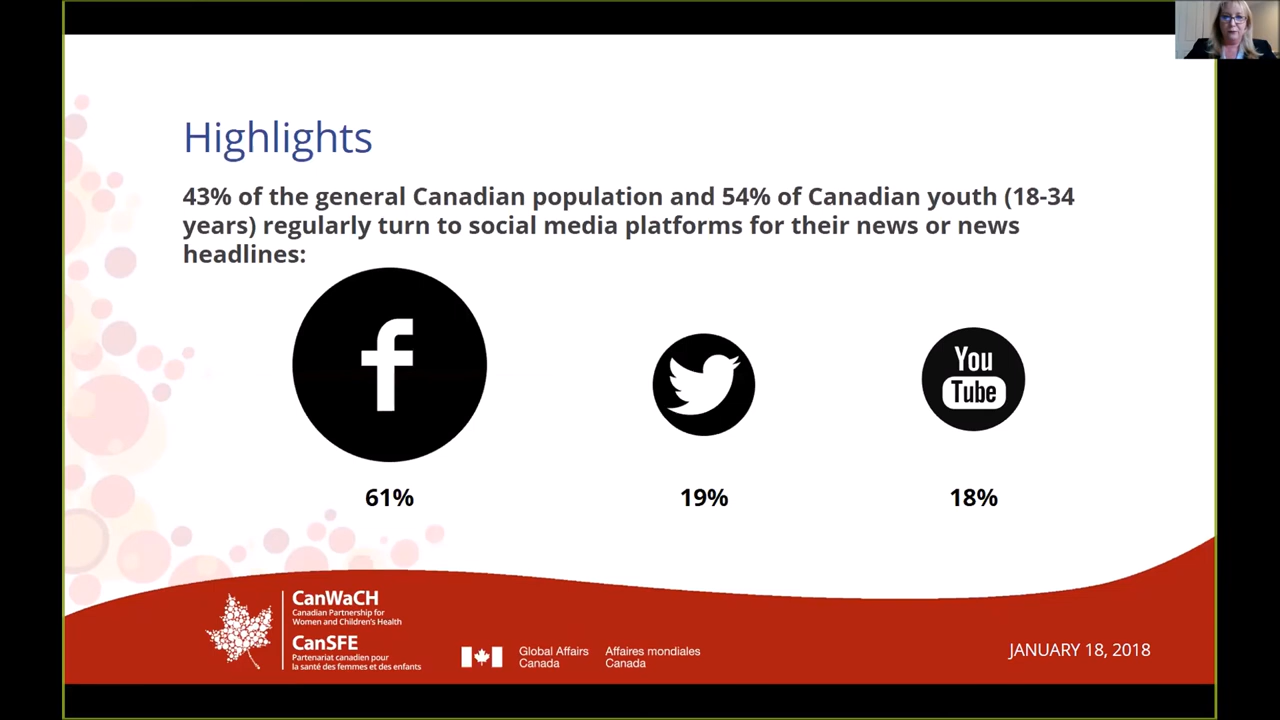 Highlights
43% of the general Canadian population and 54% of Canadian youth (18-34
years) regularly turn to social media platforms for their news or news
headlines:
f
You
Tube
61%
19%
18%
CanWaCH
Canadian Partnership for
Women and Children's Health
CanSFE
Partenariat canadien pour
la santé des femmes et des enfants
Global Affairs
Canada
Affaires mondiales
Canada
JANUARY 18, 2018